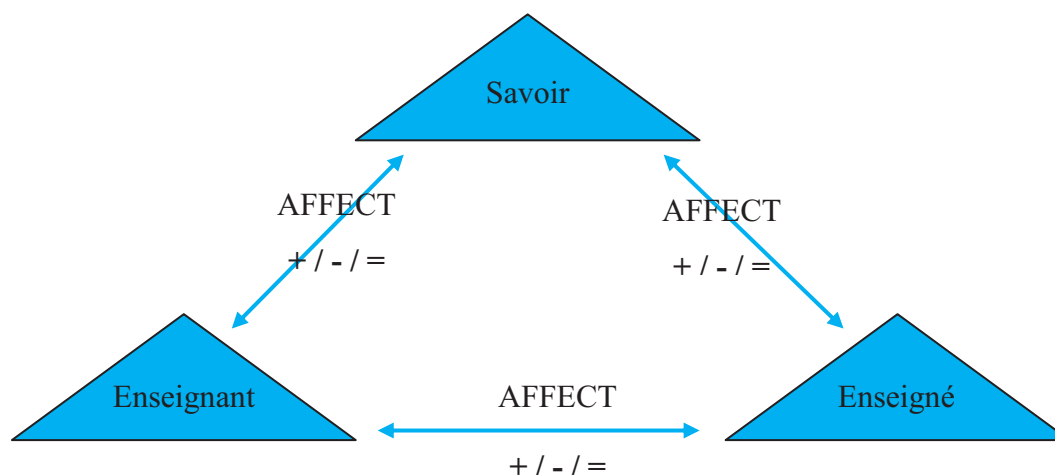 Savoir
AFFECT
AFFECT
+ / - / =
+ / - / =
Enseignant
AFFECT
Enseigné
+ / - / =